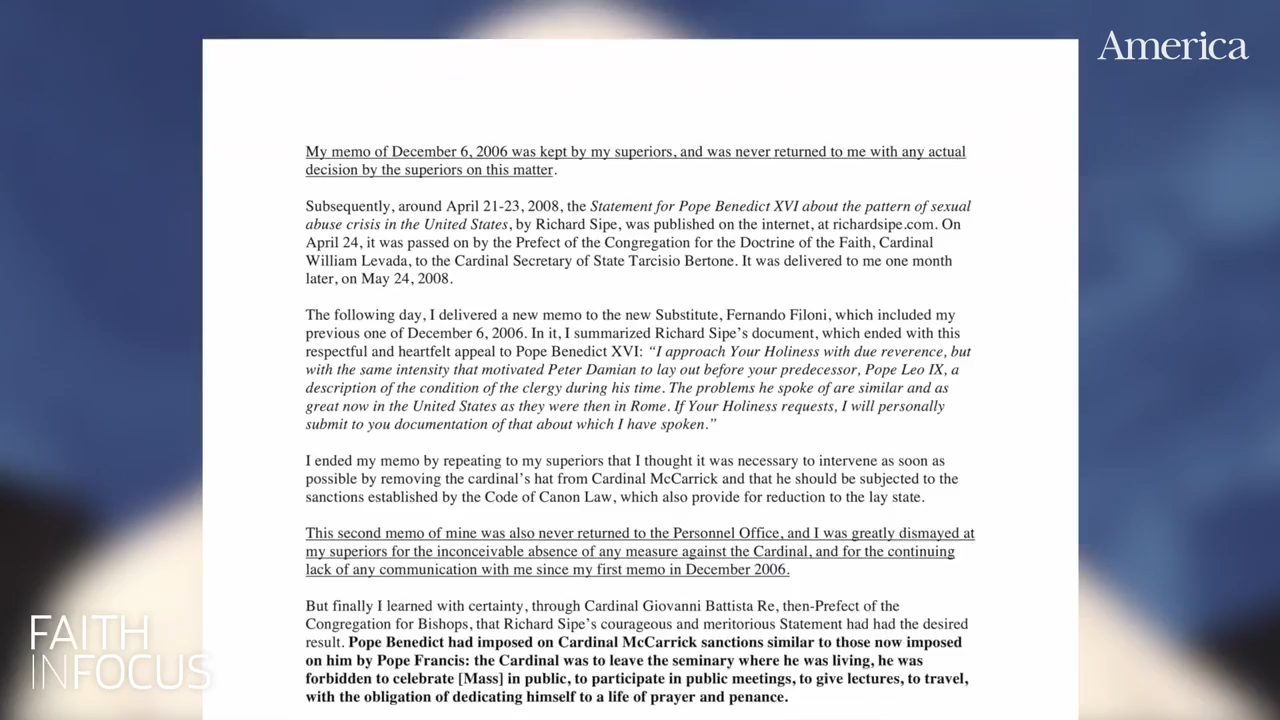 America
My memo of December 6, 2006 was kept by my superiors, and was never returned to me with any actual
decision by the superiors on this matter.
Subsequently, around April 21-23, 2008, the Statement for Pope Benedict XVI about the pattern of sexual
abuse crisis in the United States, by Richard Sipe, was published on the internet, at richardsipe.com. On
April 24, it was passed on by the Prefect of the Congregation for the Doctrine of the Faith, Cardinal
William Levada, to the Cardinal Secretary of State Tarcisio Bertone. It was delivered to me one month
later, on May 24, 2008.
The following day, I delivered a new memo to the new Substitute, Fernando Filoni, which included my
previous one of December 6, 2006. In it, I summarized Richard Sipe's document, which ended with this
respectful and heartfelt appeal to Pope Benedict XVI: “I approach Your Holiness with due reverence, but
with the same intensity that motivated Peter Damian to lay out before your predecessor, Pope Leo IX, a
description of the condition of the clergy during his time. The problems he spoke of are similar and as
great now in the United States as they were then in Rome. If Your Holiness requests, I will personally
submit to you documentation of that about which I have spoken.”
I ended my memo by repeating to my superiors that I thought it was necessary to intervene as soon as
possible by removing the cardinal's hat from Cardinal McCarrick and that he should be subjected to the
sanctions established by the Code of Canon Law, which also provide for reduction to the lay state.
This second memo of mine was also never returned to the Personnel Office, and I was greatly dismayed at
my superiors for the inconceivable absence of any measure against the Cardinal, and for the continuing
lack of any communication with me since my first memo in December 2006.
But finally I learned with certainty, through Cardinal Giovanni Battista Re, then-Prefect of the
Congregation for Bishops, that Richard Sipe's courageous and meritorious Statement had had the desired
result. Pope Benedict had imposed on Cardinal McCarrick sanctions similar to those now imposed
on him by Pope Francis: the Cardinal was to leave the seminary where he was living, he was
forbidden to celebrate [Mass] in public, to participate in public meetings, to give lectures, to travel,
with the obligation of dedicating himself to a life of prayer and penance.
FAITH
INFOCUS